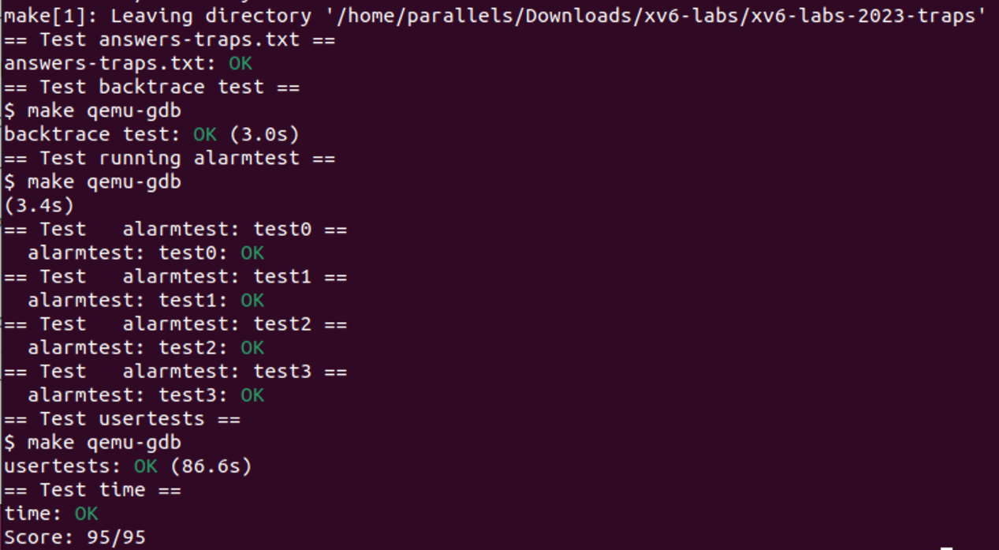 make[1]: Leaving directory '/home/parallels/Downloads/xv6-labs/xv6-labs-2023-traps'
== Test answers-traps.txt ==
answers-traps.txt: OK
== Test backtrace test ==
$ make qemu-gdb
backtrace test: OK (3.0s)
== Test running alarmtest ==
$ make qemu-gdb
(3.4s)
== Test   alarmtest: test0 ==
  alarmtest: test0: OK
== Test   alarmtest: test1 ==
  alarmtest: test1: OK
== Test   alarmtest: test2 ==
  alarmtest: test2: OK
== Test   alarmtest: test3 ==
  alarmtest: test3: OK
== Test usertests ==
$ make qemu-gdb
usertests: OK (86.6s)
== Test time ==
time: OK
Score: 95/95